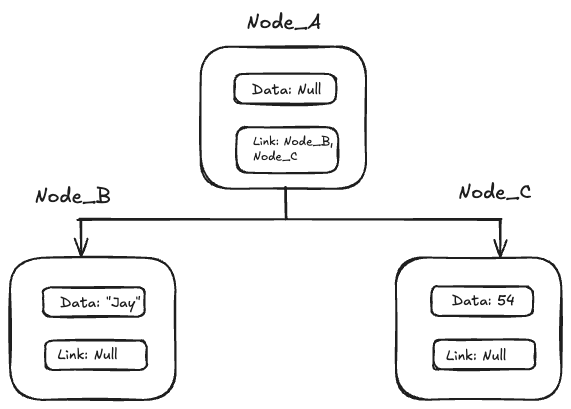 Node_A
Data: Null
Link: Node_B,
Node_C
Node_B
Node_C
Data: "Jay"
Link: Null
Data: 54
Link: Null